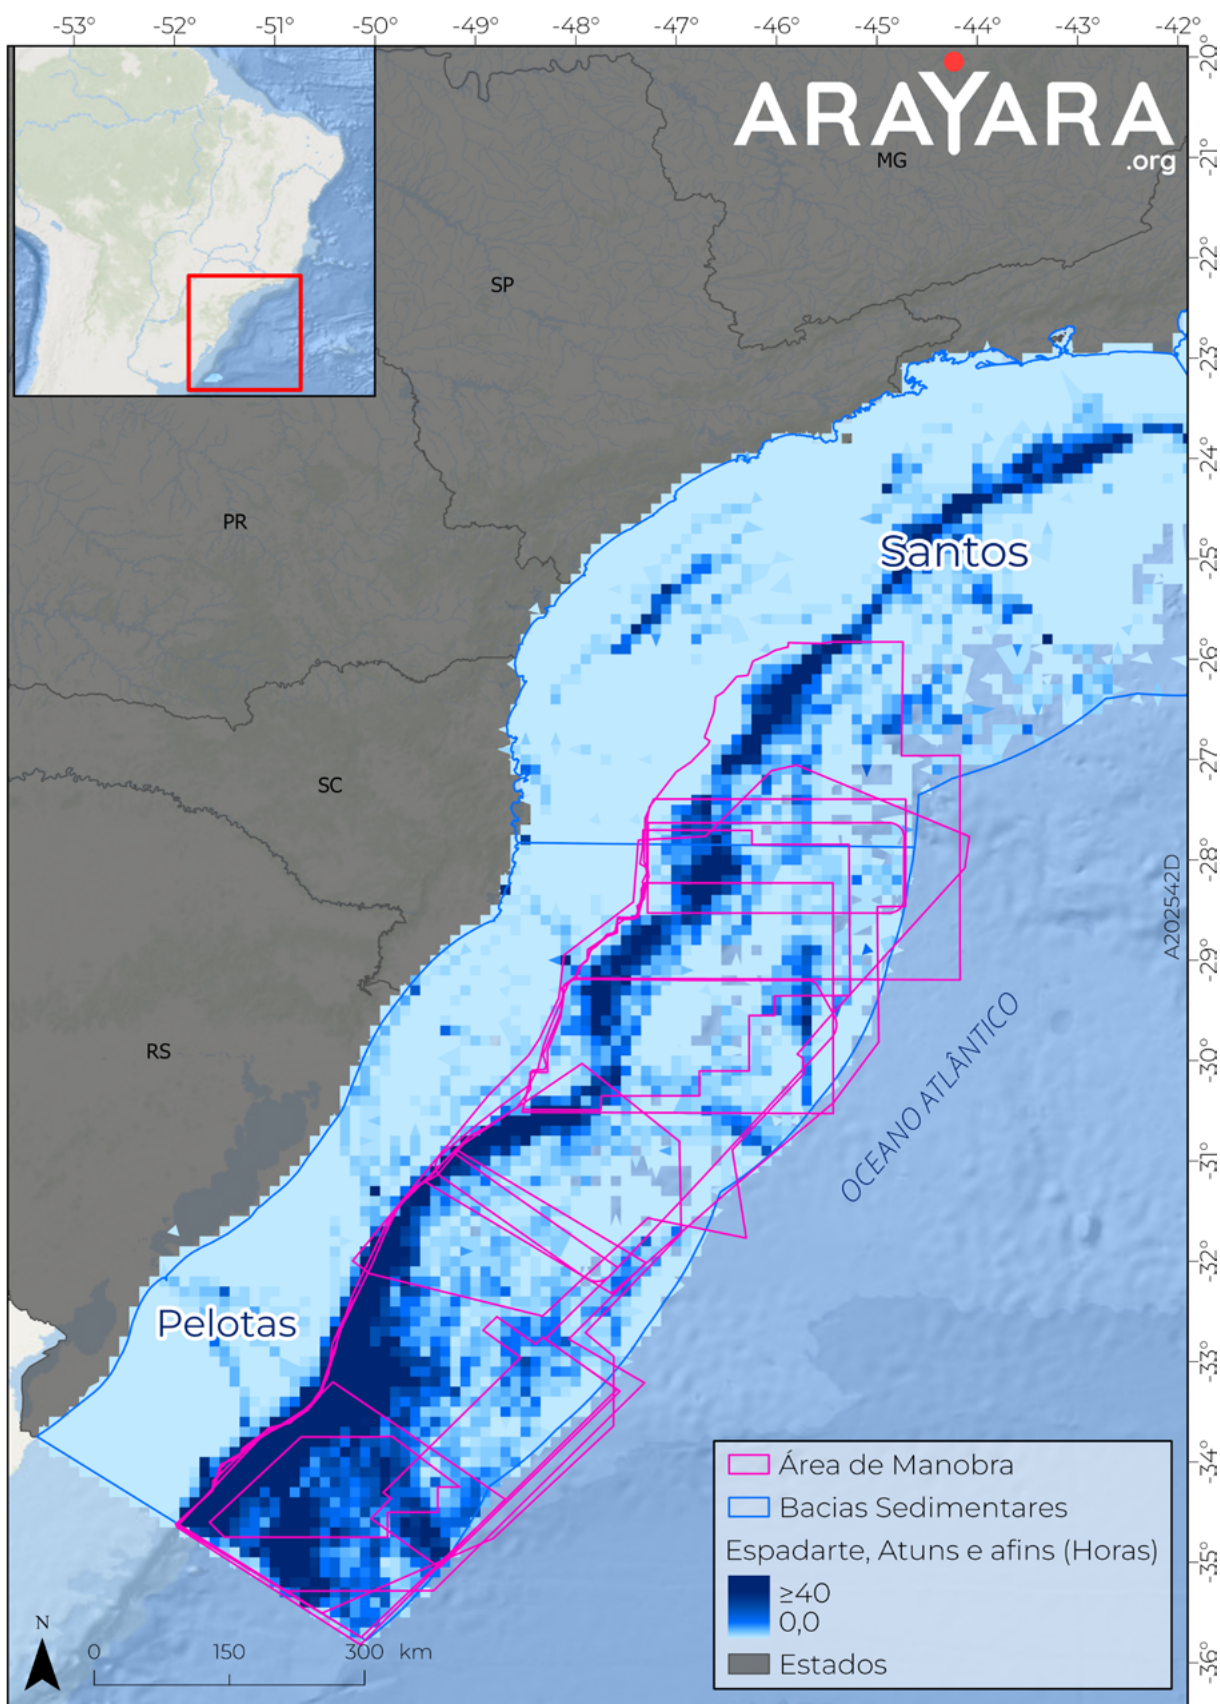 -53° -52° -51° -50° -49° -48° -47° -46° -45° -44° -43° -42°
-20°
ARAYARA
.org
MG
-21°
-22°
SP
-23°
-24°
PR
Santos
-25°
-26°
-27°
SC
-28°
A202542D
-29°
OCEANO ATLÂNTICO
RS
-30°
-31°
-32°
Pelotas
-33°
-34°
Área de Manobra
Bacias Sedimentares
Espadarte, Atuns e afins (Horas)
≥40
0,0
Estados
-35°
-36°
N
0 150 300 km